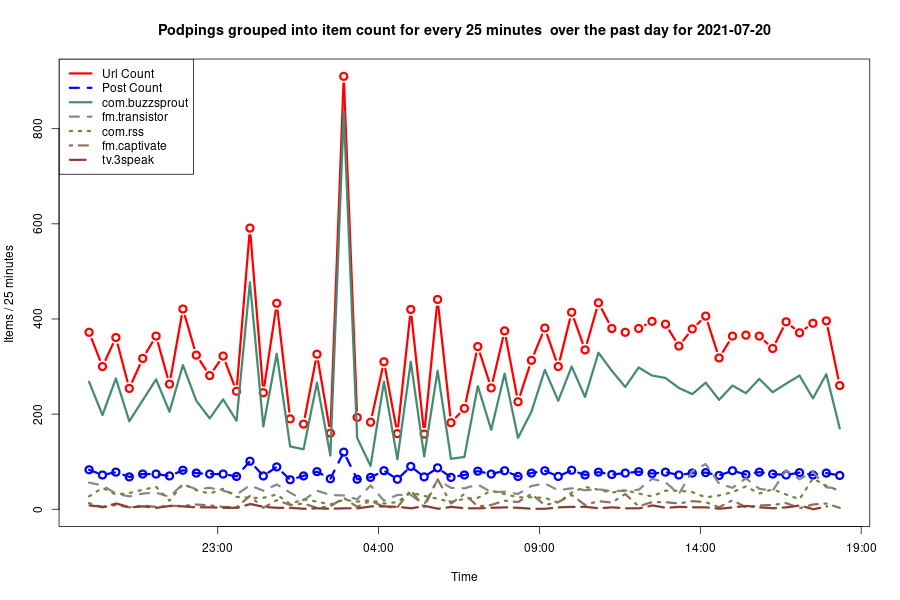 Podpings grouped into item count for every 25 minutes  over the past day for 2021-07-20
Url Count
Post Count
com.buzzsprout
fm.transistor
com.rss
fm.captivate
tv.3speak
Items / 25 minutes
800
600
400
200
0
23:00
04:00
09:00
14:00
19:00
Time